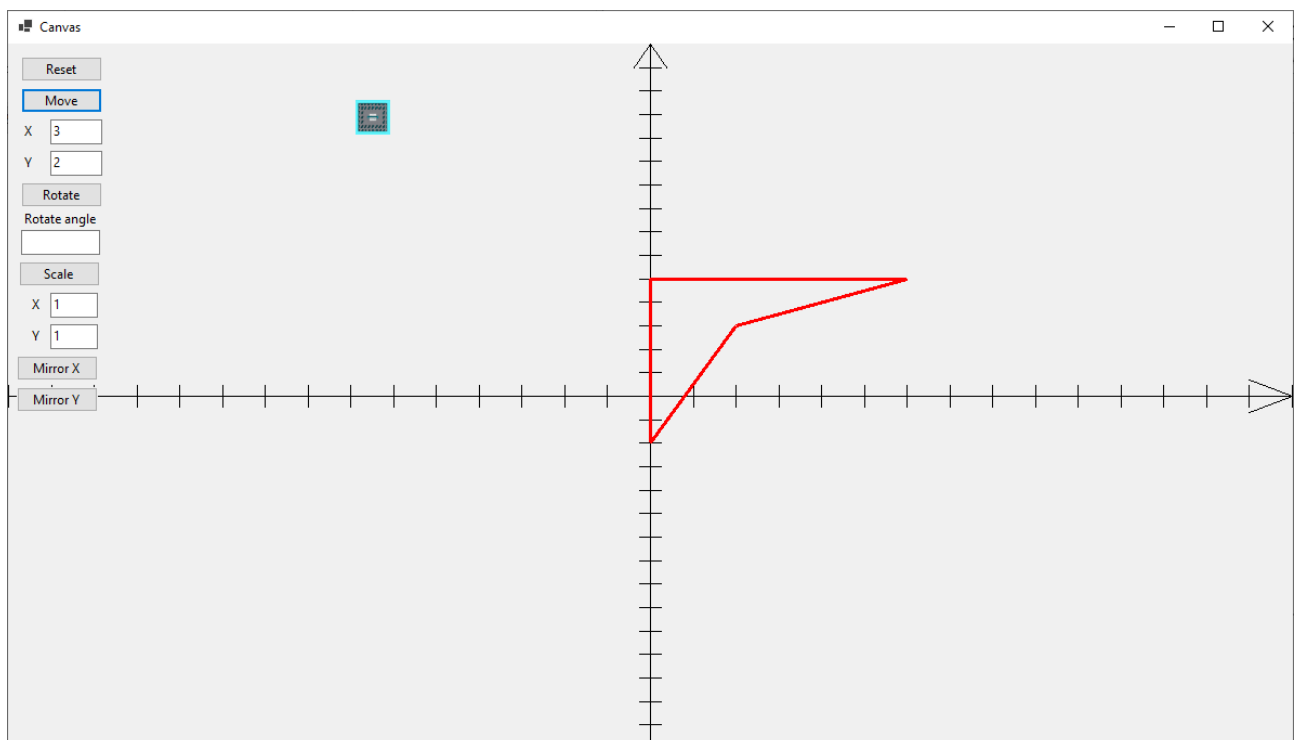 Canvas
Reset
Move
X 3
Y 2
Rotate
Rotate angle
Scale
X 1
Y 1
Mirror X
Mirror Y